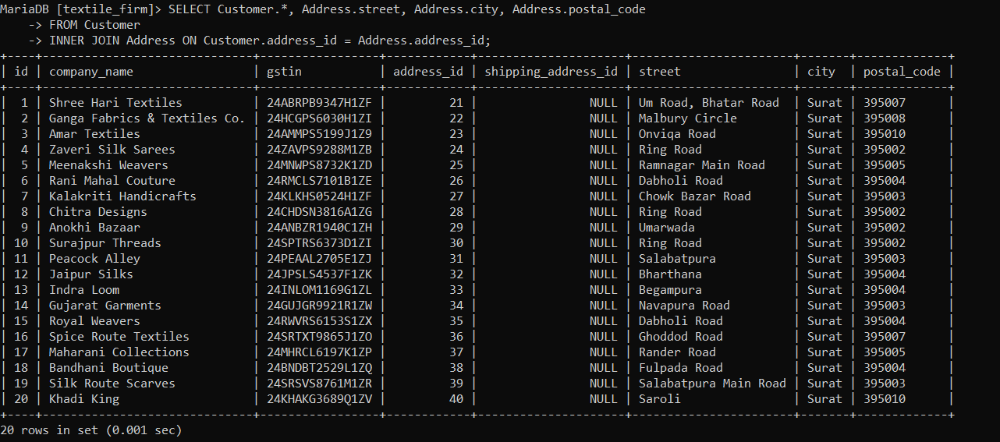 MariaDB [textile_firm]> SELECT Customer.*, Address.street, Address.city, Address.postal_code
    -> FROM Customer
    -> INNER JOIN Address ON Customer.address_id = Address.address_id;
+----+----------------------------+-----------------+------------+---------------------+-----------------------+-------+-------------+
| id | company_name               | gstin           | address_id | shipping_address_id | street                | city  | postal_code |
+----+----------------------------+-----------------+------------+---------------------+-----------------------+-------+-------------+
|  1 | Shree Hari Textiles        | 24ABRPB9347H1ZF |         21 |                NULL | Um Road, Bhatar Road  | Surat | 395007      |
|  2 | Ganga Fabrics & Textiles Co. | 24HCGPS6030H1ZI |         22 |                NULL | Malbury Circle        | Surat | 395008      |
|  3 | Amar Textiles              | 24AMMPS5199J1Z9 |         23 |                NULL | Onviqa Road           | Surat | 395010      |
|  4 | Zaveri Silk Sarees         | 24ZAVPS9288M1ZB |         24 |                NULL | Ring Road             | Surat | 395002      |
|  5 | Meenakshi Weavers          | 24MNWPS8732K1ZD |         25 |                NULL | Ramnagar Main Road    | Surat | 395005      |
|  6 | Rani Mahal Couture         | 24RMCLS7101B1ZE |         26 |                NULL | Dabholi Road          | Surat | 395004      |
|  7 | Kalakriti Handicrafts      | 24KLKHS0524H1ZF |         27 |                NULL | Chowk Bazar Road      | Surat | 395003      |
|  8 | Chitra Designs             | 24CHDSN3816A1ZG |         28 |                NULL | Ring Road             | Surat | 395002      |
|  9 | Anokhi Bazaar              | 24ANBZR1940C1ZH |         29 |                NULL | Umarwada              | Surat | 395002      |
| 10 | Surajpur Threads           | 24SPTRS6373D1ZI |         30 |                NULL | Ring Road             | Surat | 395002      |
| 11 | Peacock Alley              | 24PEAAL2705E1ZJ |         31 |                NULL | Salabatpura           | Surat | 395003      |
| 12 | Jaipur Silks               | 24JPSLS4537F1ZK |         32 |                NULL | Bharthana             | Surat | 395004      |
| 13 | Indra Loom                 | 24INLOM1169G1ZL |         33 |                NULL | Begampura             | Surat | 395004      |
| 14 | Gujarat Garments           | 24GUJGR9921R1ZW |         34 |                NULL | Navapura Road         | Surat | 395003      |
| 15 | Royal Weavers              | 24RWVRS6153S1ZX |         35 |                NULL | Dabholi Road          | Surat | 395004      |
| 16 | Spice Route Textiles       | 24SRTXT9865J1ZO |         36 |                NULL | Ghoddod Road          | Surat | 395007      |
| 17 | Maharani Collections       | 24MHRCL6197K1ZP |         37 |                NULL | Rander Road           | Surat | 395005      |
| 18 | Bandhani Boutique          | 24BNDBT2529L1ZQ |         38 |                NULL | Fulpada Road          | Surat | 395004      |
| 19 | Silk Route Scarves         | 24SRSVS8761M1ZR |         39 |                NULL | Salabatpura Main Road | Surat | 395003      |
| 20 | Khadi King                 | 24KHAKG3689Q1ZV |         40 |                NULL | Saroli                | Surat | 395010      |
+----+----------------------------+-----------------+------------+---------------------+-----------------------+-------+-------------+
20 rows in set (0.001 sec)